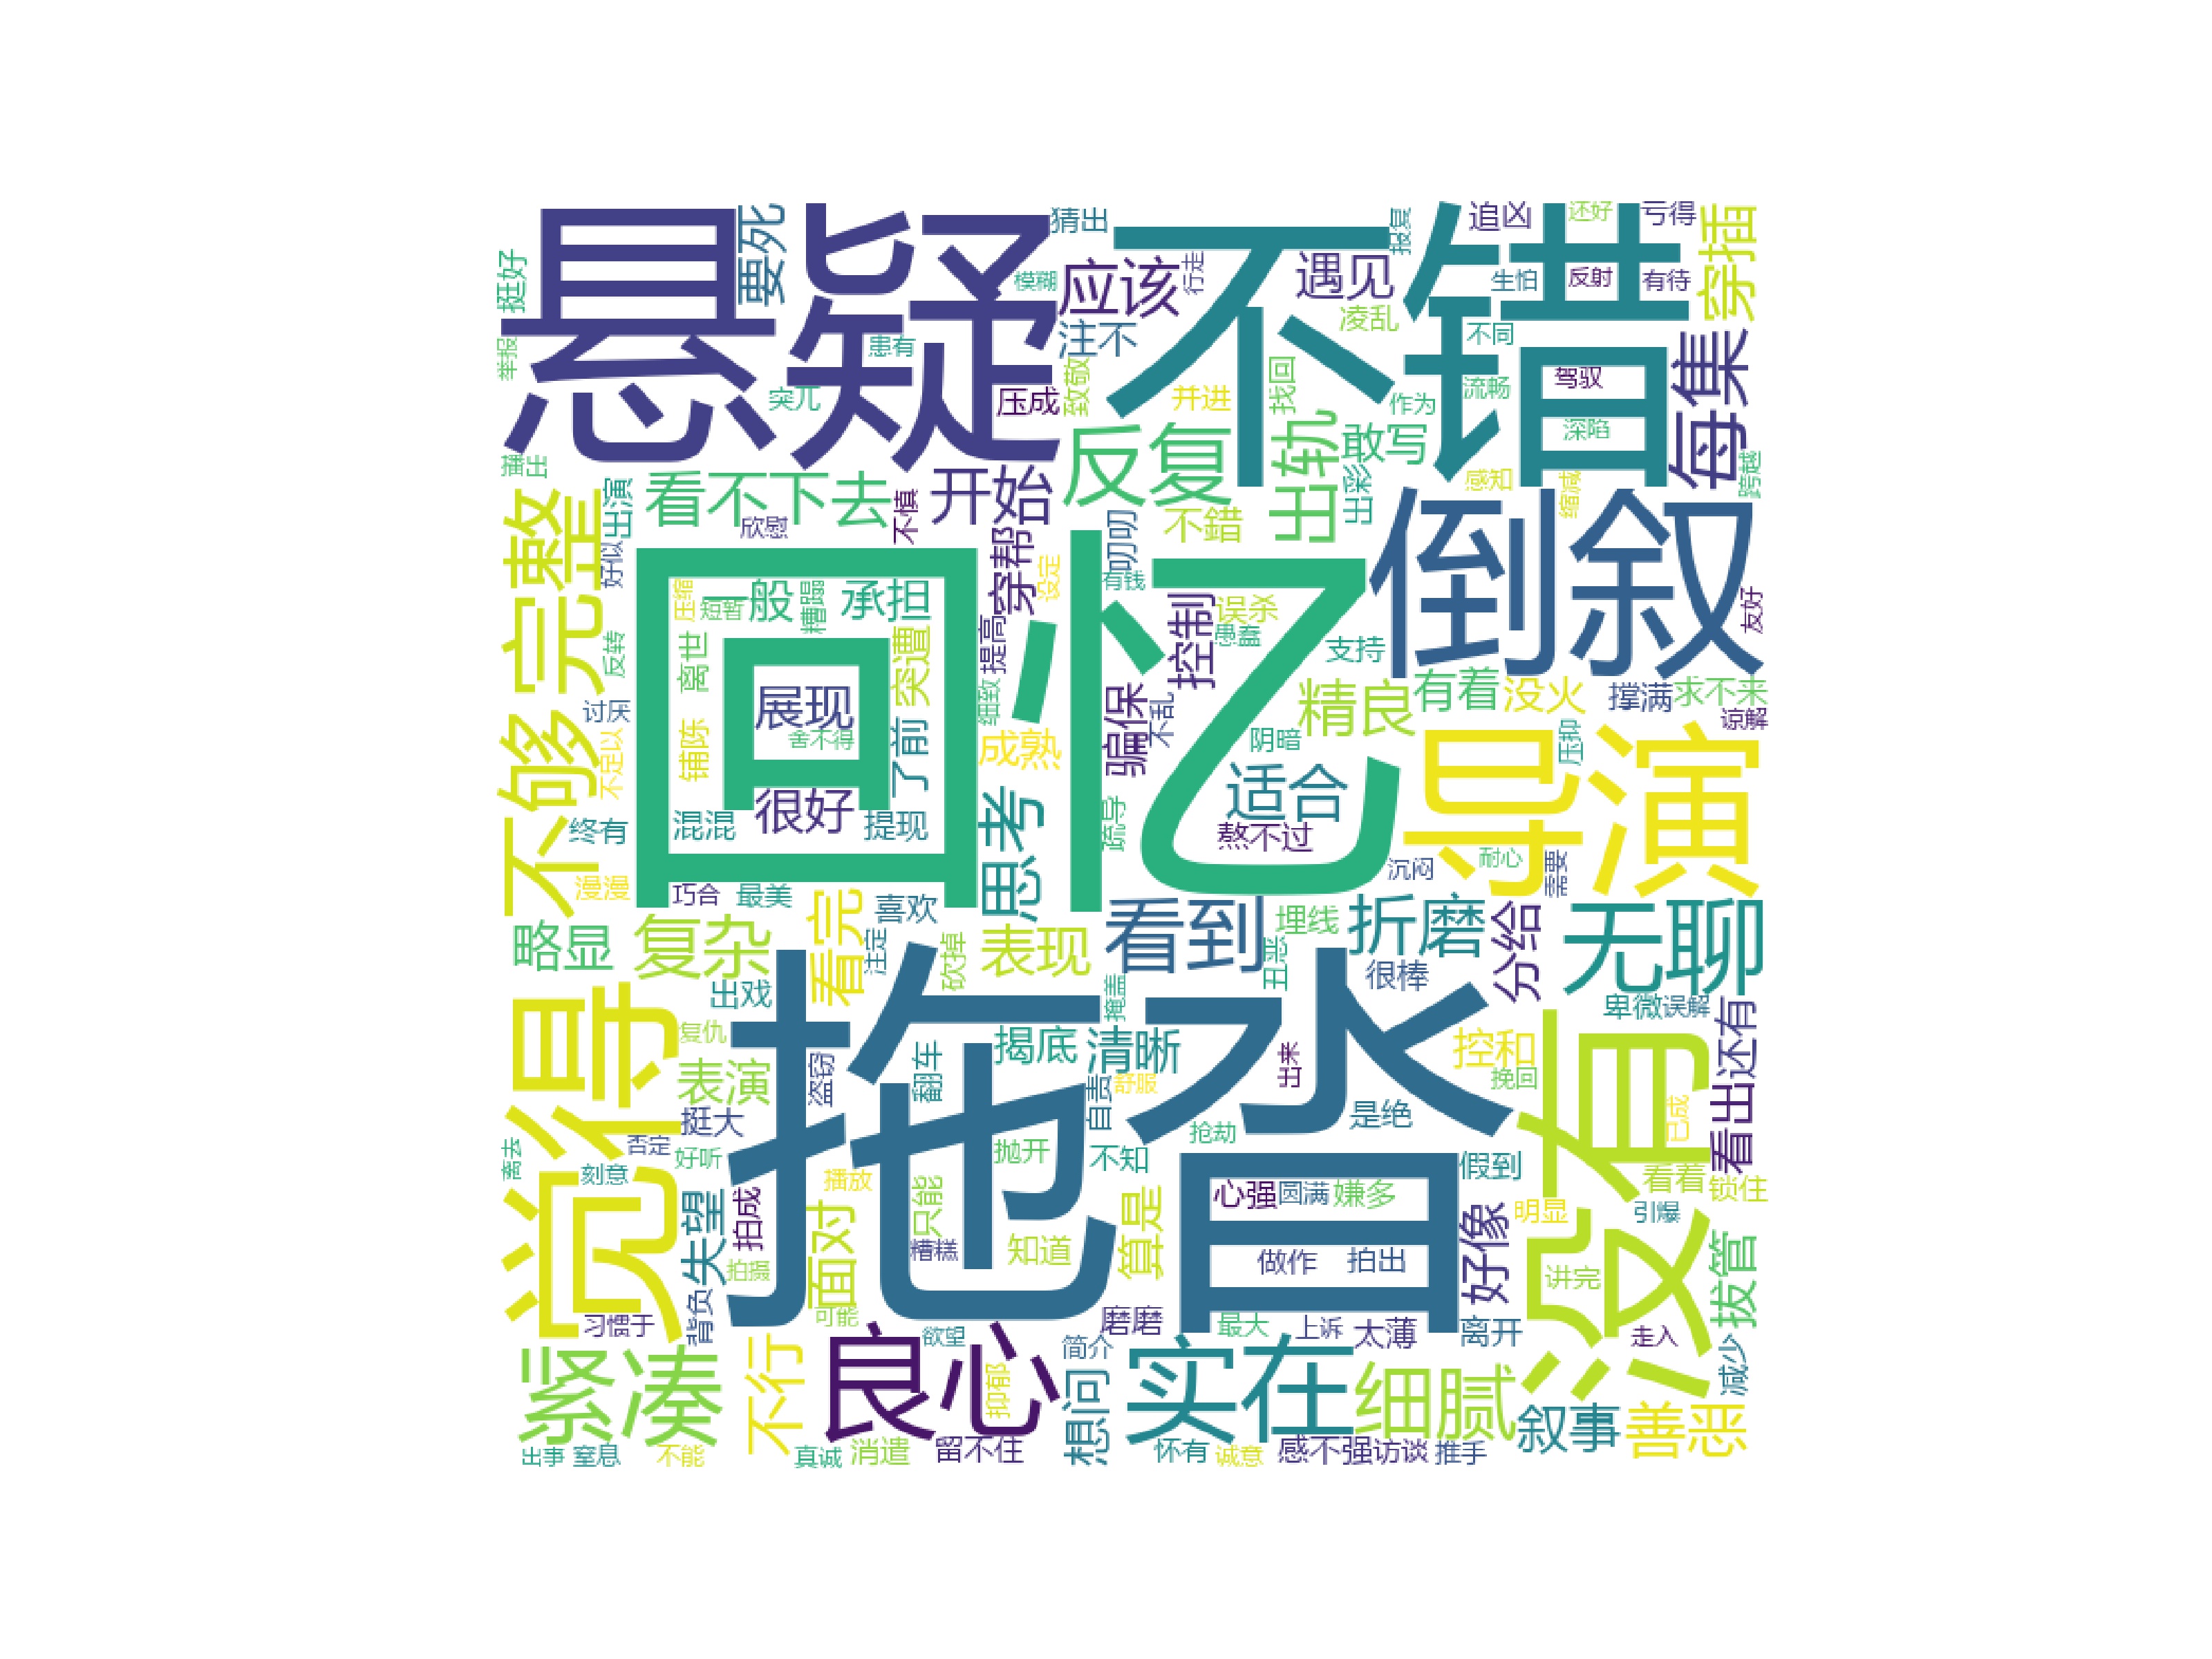 悬疑
不错
要死
猜出
报复
追凶
还好
亏得
穿插
挺好
模糊
应该
行走
遇见
生怕
反射
有待
凌乱
不同
举报
患有
注不
每集
突兀
压成
致敬
并进
找回
作为
流畅
驾驭
深陷
播出
出演
看不下去
开始
反复
出轨
敢写
出彩
感知
缩减
跨越
完整
欣慰
不慎
不錯
倒叙
好似
穿帮
叨叨
回忆
一般
承担
压缩
短暂
糟蹋
设定
有钱
误杀
愚蠢
控制
支持
友好
反转
离世
突遭
提高
细致
骗保
不乱
精良
有着
没火
撑满
求不来
谅解
讨厌
展现
舍不得
铺陈
了前
成熟
阴暗
压抑
导演
不够
不足以
很好
适合
终有
混混
提现
思考
疏导
熬不过
沉闷
耐心
需要
漫漫
巧合
最美
看完
喜欢
略显
复杂
注定
砍掉
表现
看到
埋线
折磨
分给
无聊
丑恶
很棒
出戏
掩盖
卑微
误解
还有
觉得
复仇
表演
盗窃
翻车
揭底
清晰
拖沓
出来
控和
挽回
没有
已成
看出
舒服
自责
挺大
是绝
离去
否定
好听
刻意
抛开
不知
抢劫
假到
看着
锁住
失望
拍成
播放
只能
心强
圆满
嫌多
明显
引爆
面对
糟糕
知道
算是
好像
拍摄
做作
拍出
讲完
拔管
习惯于
背负
可能
欲望
磨磨
最大
上诉
太薄
离开
走入
紧凑
不行
良心
抑郁
简介
想问
实在
细腻
叙事
善恶
减少
出事
窒息
不能
真诚
消遣
留不住
怀有
诚意
感不强
访谈
推手